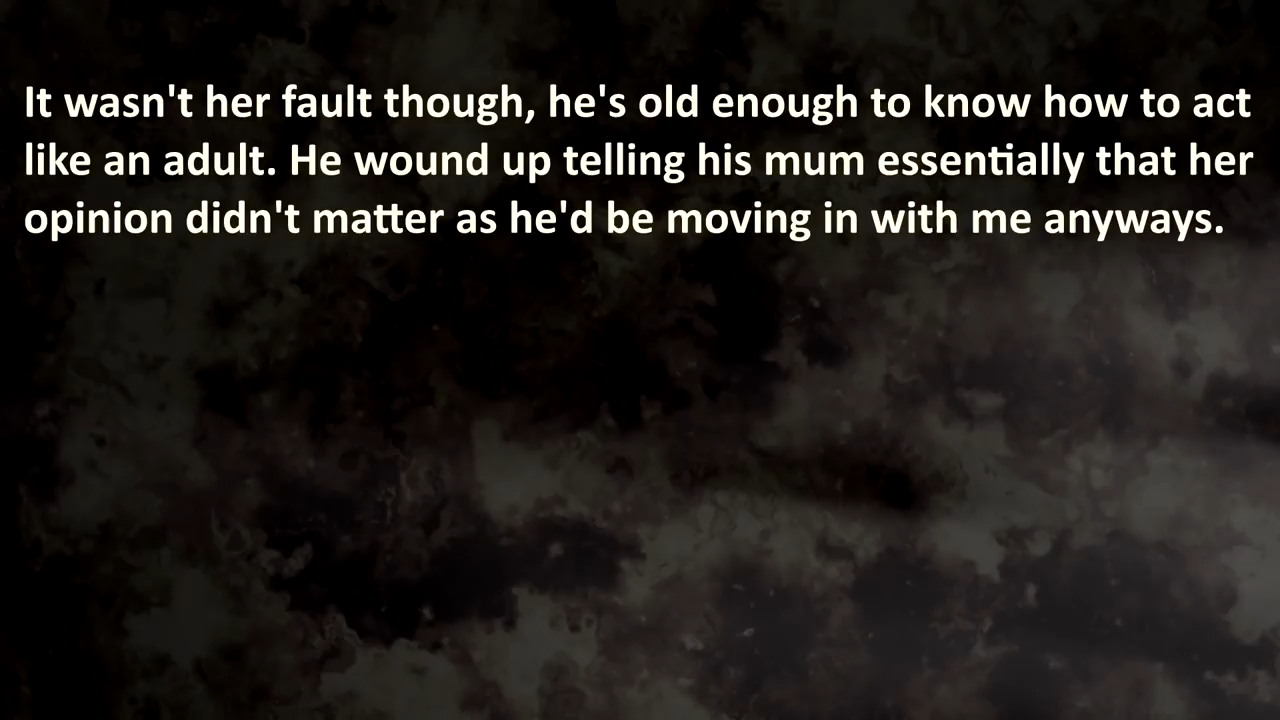 It wasn't her fault though, he's old enough to know how to act
like an adult. He wound up telling his mum essentially that her
opinion didn't matter as he'd be moving in with me anyways.